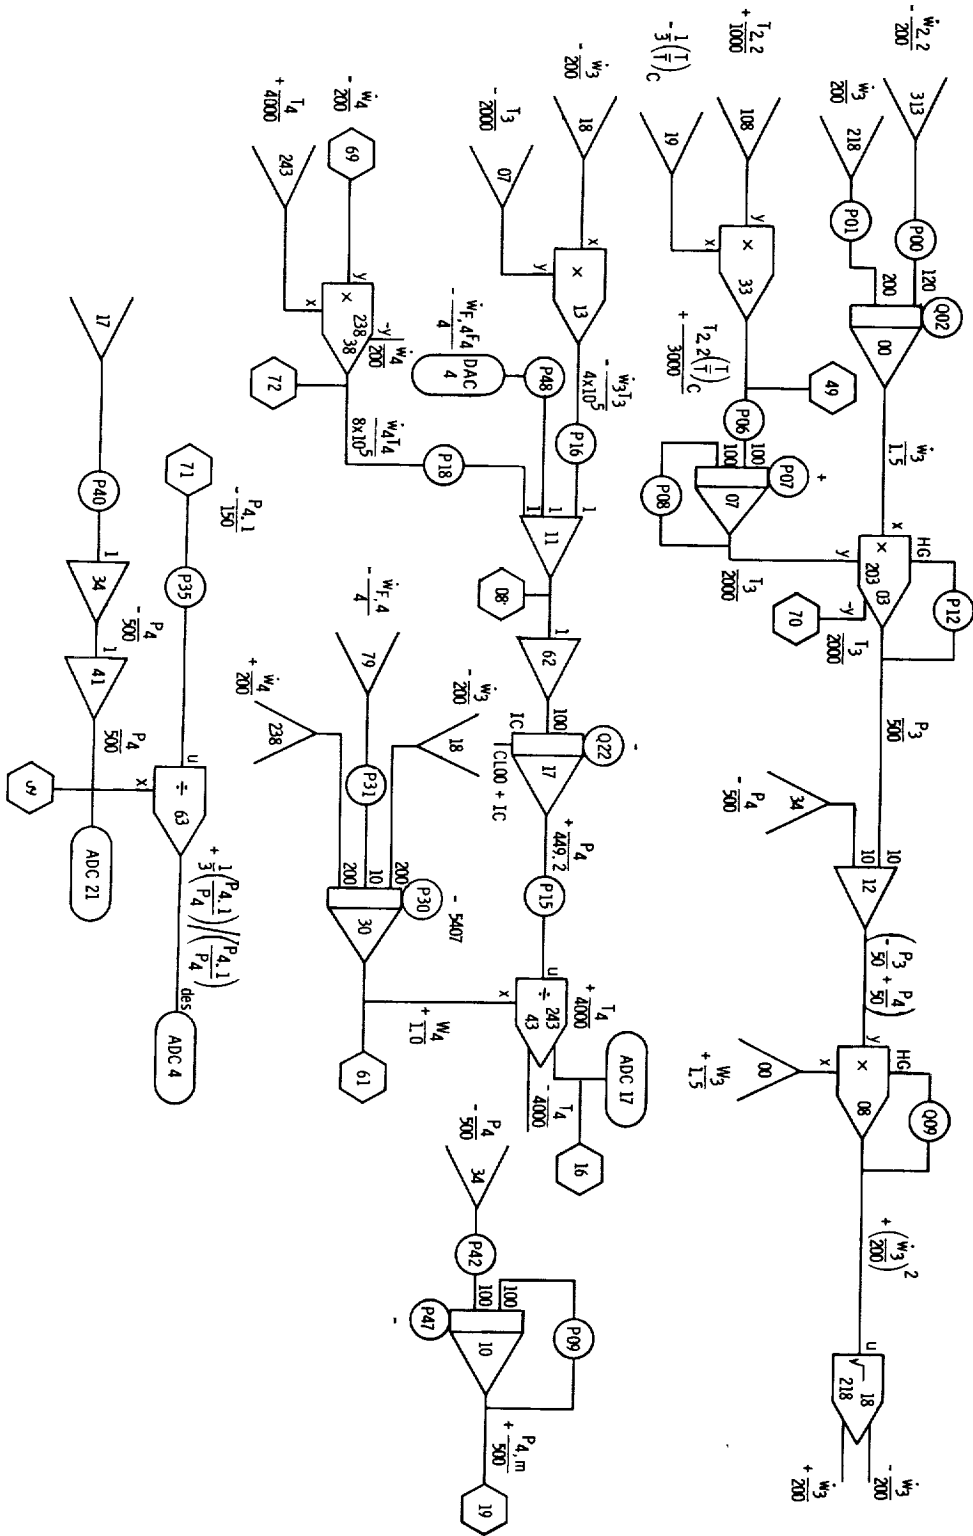 - ẇ2.2/200
313
P00
120
ẇ3/200
218
P01
200
Q02
00
ẇ3/1.5
x
×
203 03
HG
P12
y
-y
70
T3/2000
P3/500
- P4/500
34
10
10
12
(- P3/50 + P4/50)
y
x
×
08
HG
Q09
+ W3/1.5
00
+ (ẇ3/200)²
u
√ 18
218
- ẇ3/200
+ ẇ3/200
+ T2.2/1000
108
- 1/3 (T/T)C
19
y
x
×
33
+ T2.2 (T/T)C/3000
49
P06
100
100
P07
+
07
P08
T3/2000
- ẇ3/200
18
- T3/2000
07
x
y
×
13
- ẇ3T3/4x10⁵
P16
1
- ẇF,4F4/4
DAC 4
P48
1
- ẇ4/200
69
+ T4/4000
243
y
x
×
238
38
-y
ẇ4/200
72
ẇ4T4/8x10⁵
P18
1
11
08
1
62
100
IC
ICL00 + IC
Q22
-
17
+ P4/449.2
P15
u
x
÷
243
43
+ T4/4000
ADC 17
- T4/4000
16
- ẇ3/200
18
- ẇF,4/4
79
P31
+ ẇ4/200
238
200
10
200
P30
- 5407
30
+ W4/1.0
61
- P4/500
34
P42
100
100
P47
-
10
P09
+ P4,m/500
19
- P4.1/150
71
P35
u
x
÷
63
+ 1/3 (P4.1/P4)/(P4.1/P4)des
ADC 4
17
P40
1
34
- P4/500
1
41
P4/500
ADC 21